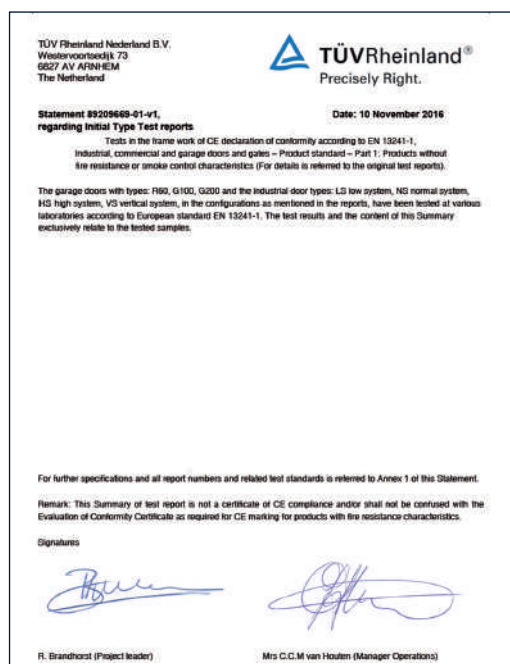 TÜV Rheinland Nederland B.V.
Westervoortsedijk 73
6827 AV ARNHEM
The Netherland
TÜVRheinland®
Precisely Right.
Statement 89209669-01-v1,
regarding Initial Type Test reports
Date: 10 November 2016
Tests in the frame work of CE declaration of conformity according to EN 13241-1,
Industrial, commercial and garage doors and gates – Product standard – Part 1: Products without
fire resistance or smoke control characteristics (For details is referred to the original test reports).
The garage doors with types: R60, G100, G200 and the industrial door types: LS low system, NS normal system,
HS high system, VS vertical system, in the configurations as mentioned in the reports, have been tested at various
laboratories according to European standard EN 13241-1. The test results and the content of this Summary
exclusively relate to the tested samples.
For further specifications and all report numbers and related test standards is referred to Annex 1 of this Statement.
Remark: This Summary of test report is not a certificate of CE compliance and/or shall not be confused with the
Evaluation of Conformity Certificate as required for CE marking for products with fire resistance characteristics.
Signatures
R. Brandhorst (Project leader)
Mrs C.C.M van Houten (Manager Operations)